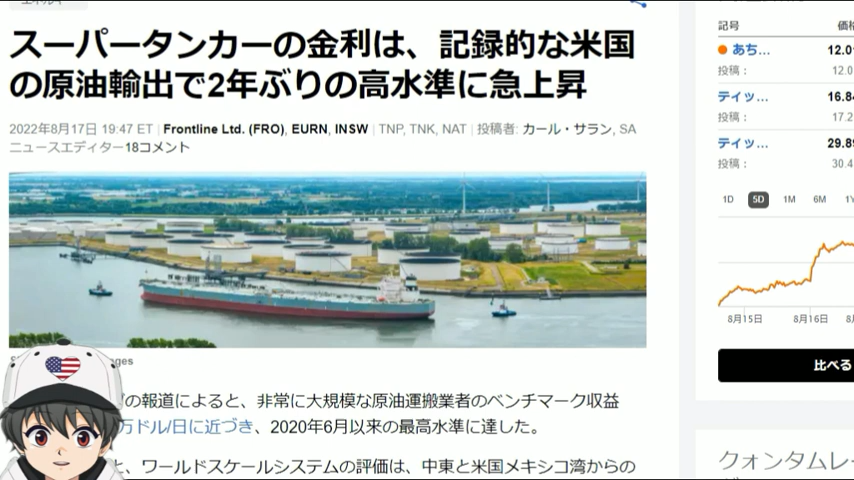 エネルギー
スーパータンカーの金利は、記録的な米国
の原油輸出で2年ぶりの高水準に急上昇
2022年8月17日 19:47 ET | Frontline Ltd. (FRO), EURN, INSW | TNP, TNK, NAT | 投稿者: カール・サラン, SA
ニュースエディター18コメント
の報道によると、非常に大規模な原油運搬業者のベンチマーク収益
万ドル/日に近づき、2020年6月以来の最高水準に達した。
と、ワールドスケールシステムの評価は、中東と米国メキシコ湾からの
記号 価格
あち... 12.0
投稿： 12.0
ティッ... 16.8
投稿： 17.2
ティッ... 29.8
投稿： 30.4
1D 5D 1M 6M 1Y
8月15日 8月16日 8月
比べる
クォンタムレー